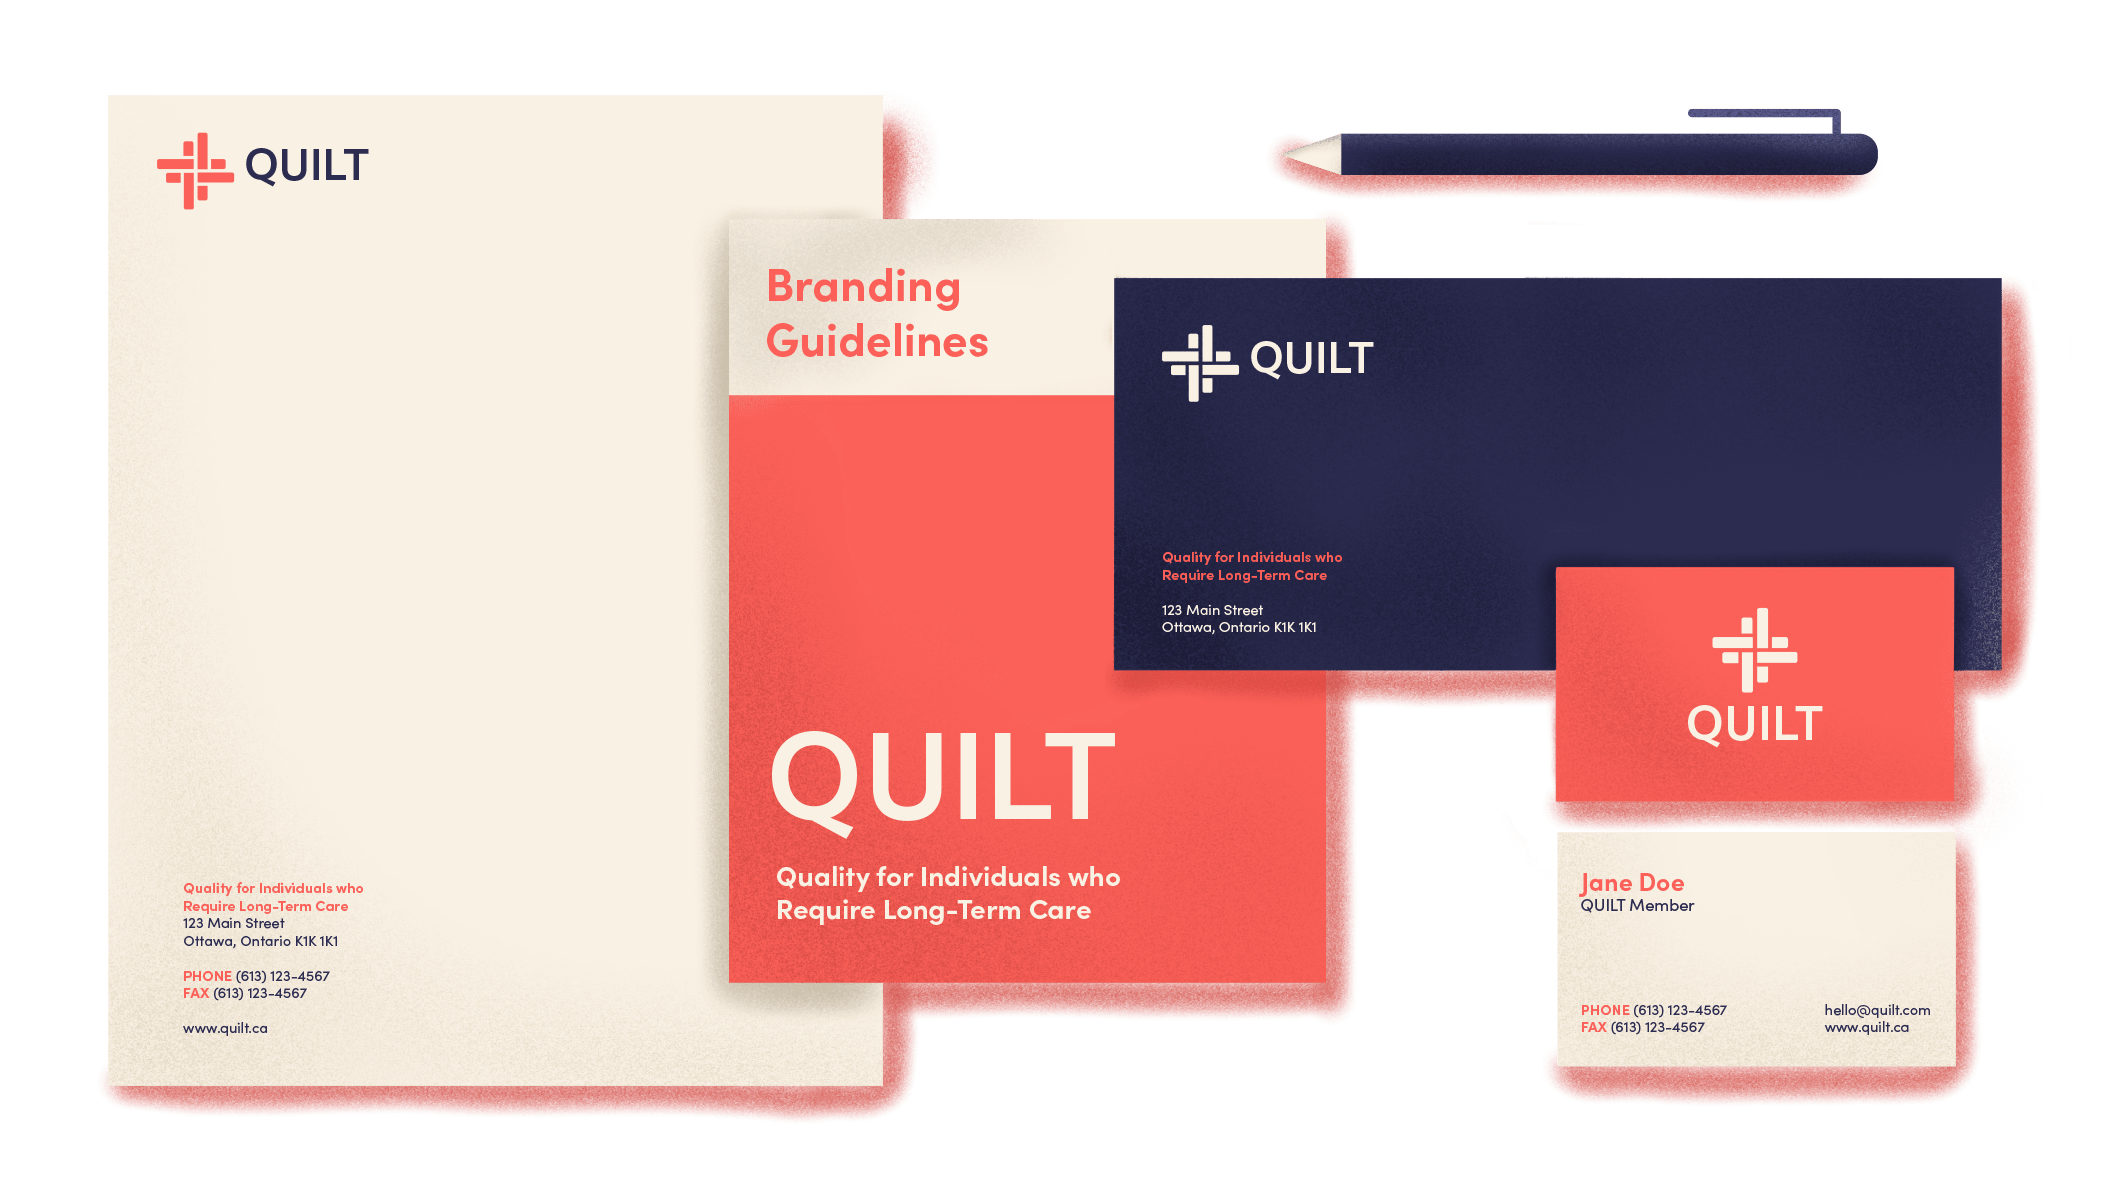 QUILT
Quality for Individuals who
Require Long-Term Care
123 Main Street
Ottawa, Ontario K1K 1K1
PHONE (613) 123-4567
FAX (613) 123-4567
www.quilt.ca
Branding
Guidelines
QUILT
Quality for Individuals who
Require Long-Term Care
QUILT
Quality for Individuals who
Require Long-Term Care
123 Main Street
Ottawa, Ontario K1K 1K1
QUILT
Jane Doe
QUILT Member
PHONE (613) 123-4567
FAX (613) 123-4567
hello@quilt.com
www.quilt.ca